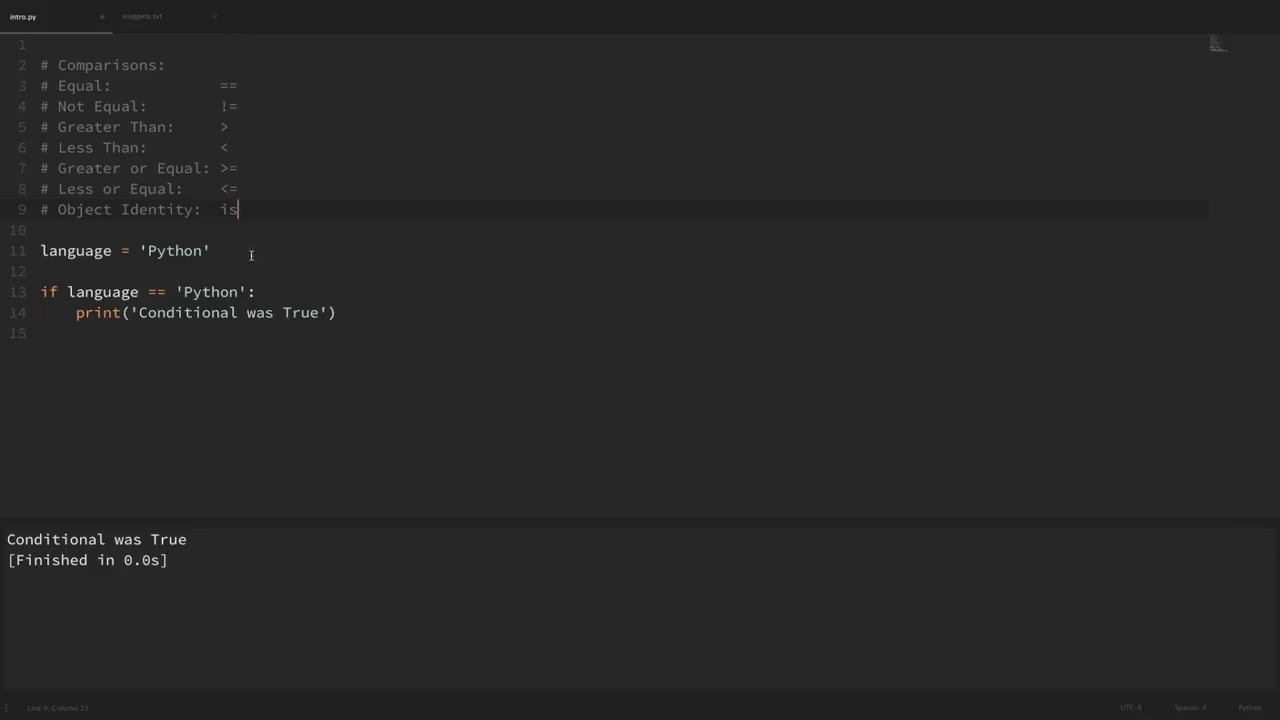 intro.py × snippets.txt ×
1
2 # Comparisons:
3 # Equal:            ==
4 # Not Equal:        !=
5 # Greater Than:     >
6 # Less Than:        <
7 # Greater or Equal: >=
8 # Less or Equal:    <=
9 # Object Identity:  is
10
11 language = 'Python'
12
13 if language == 'Python':
14     print('Conditional was True')
15
Conditional was True
[Finished in 0.0s]
Line 9, Column 23 UTF-8 Spaces: 4 Python